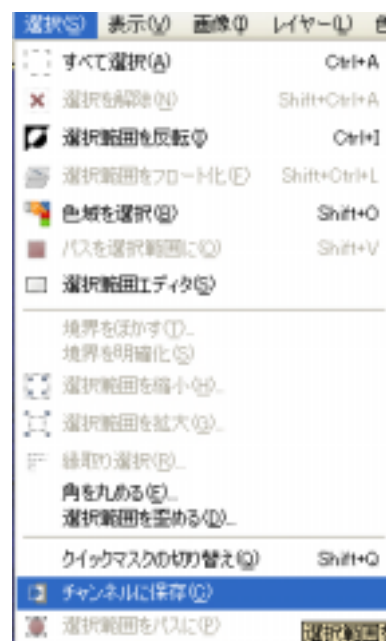 選択(S) 表示(V) 画像(I) レイヤー(L) 色
すべて選択(A) Ctrl+A
選択を解除(N) Shift+Ctrl+A
選択範囲を反転(I) Ctrl+I
選択範囲をフロート化(F) Shift+Ctrl+L
色域を選択(B) Shift+O
パスを選択範囲に(O) Shift+V
選択範囲エディタ(S)
境界をぼかす(T)...
境界を明確化(S)
選択範囲を縮小(H)...
選択範囲を拡大(G)...
縁取り選択(R)...
角を丸める(E)...
選択範囲を歪める(D)...
クイックマスクの切り替え(Q) Shift+Q
チャンネルに保存(C)
選択範囲をパスに(P)
選択範囲